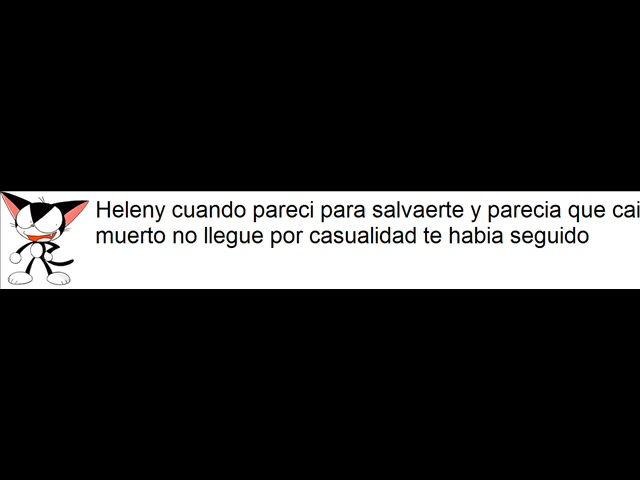 Heleny cuando pareci para salvaerte y parecia que cai
muerto no llegue por casualidad te habia seguido